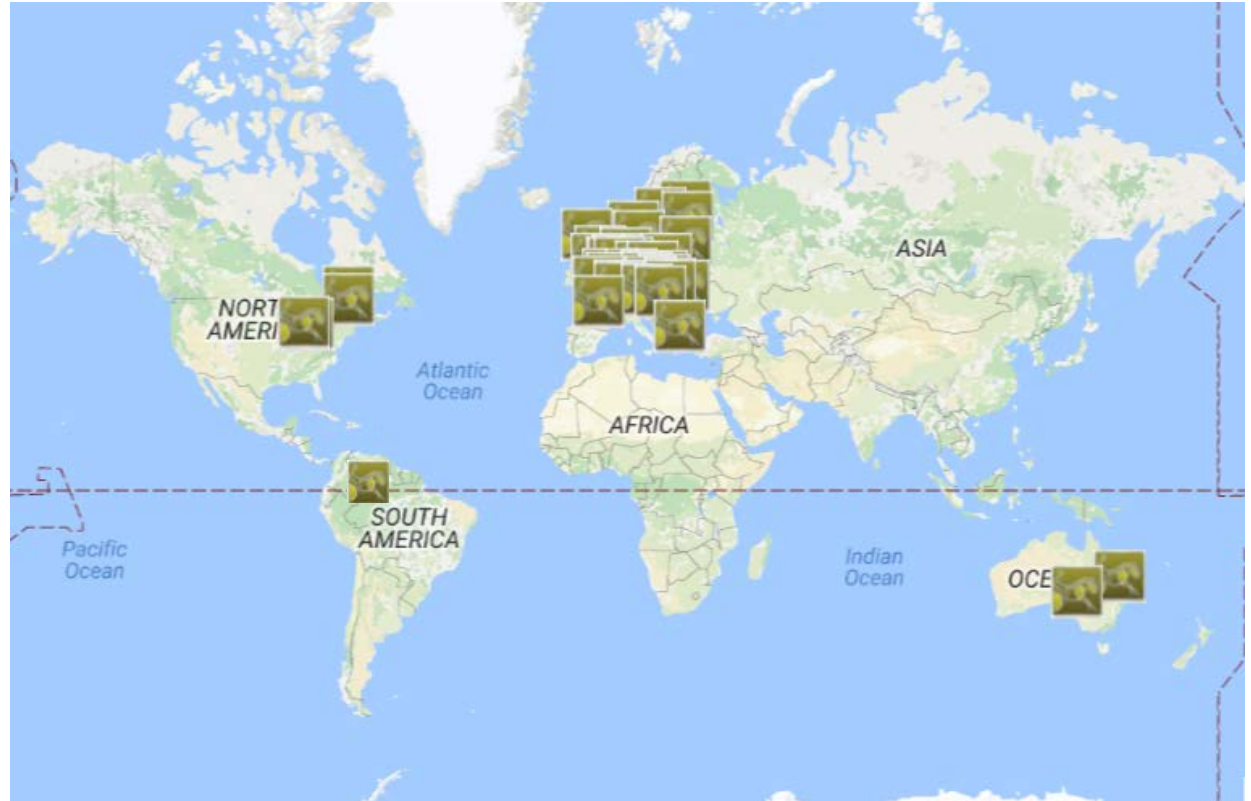 ASIA
NORT
AMERI
Atlantic
Ocean
AFRICA
SOUTH
AMERICA
Pacific
Ocean
Indian
Ocean
OCE